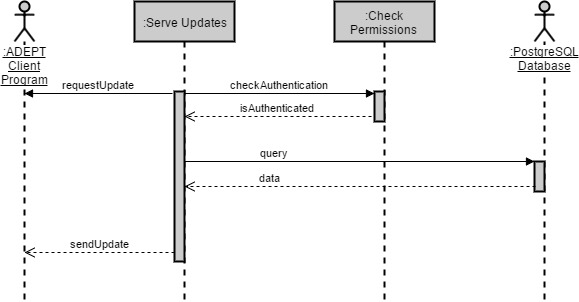 :ADEPT
Client
Program
:Serve Updates
:Check
Permissions
:PostgreSQL
Database
requestUpdate
checkAuthentication
isAuthenticated
query
data
sendUpdate